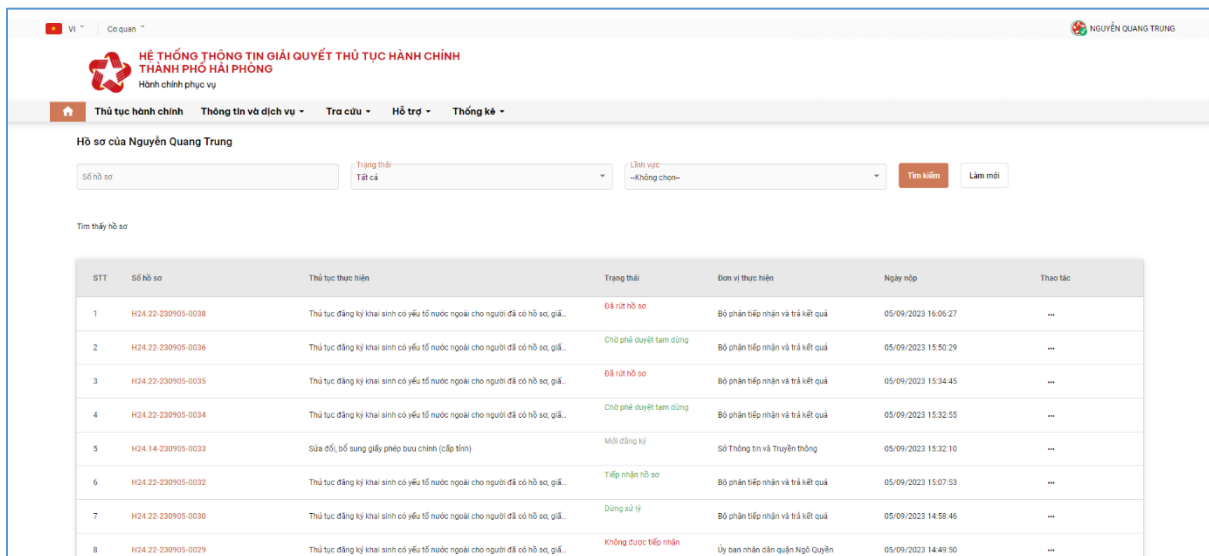 VI Cơ quan NGUYỄN QUANG TRUNG
HỆ THỐNG THÔNG TIN GIẢI QUYẾT THỦ TỤC HÀNH CHÍNH
THÀNH PHỐ HẢI PHÒNG
Hành chính phục vụ
Thủ tục hành chính Thông tin và dịch vụ Tra cứu Hỗ trợ Thống kê
Hồ sơ của Nguyễn Quang Trung
Trạng thái Lĩnh vực
Số hồ sơ Tất cả --Không chọn-- Tìm kiếm Làm mới
Tìm thấy hồ sơ
STT Số hồ sơ Thủ tục thực hiện Trạng thái Đơn vị thực hiện Ngày nộp Thao tác
1 H24.22-230905-0038 Thủ tục đăng ký khai sinh có yếu tố nước ngoài cho người đã có hồ sơ, giấ... Đã rút hồ sơ Bộ phận tiếp nhận và trả kết quả 05/09/2023 16:06:27 ...
2 H24.22-230905-0036 Thủ tục đăng ký khai sinh có yếu tố nước ngoài cho người đã có hồ sơ, giấ... Chờ phê duyệt tạm dừng Bộ phận tiếp nhận và trả kết quả 05/09/2023 15:50:29 ...
3 H24.22-230905-0035 Thủ tục đăng ký khai sinh có yếu tố nước ngoài cho người đã có hồ sơ, giấ... Đã rút hồ sơ Bộ phận tiếp nhận và trả kết quả 05/09/2023 15:34:45 ...
4 H24.22-230905-0034 Thủ tục đăng ký khai sinh có yếu tố nước ngoài cho người đã có hồ sơ, giấ... Chờ phê duyệt tạm dừng Bộ phận tiếp nhận và trả kết quả 05/09/2023 15:32:55 ...
5 H24.14-230905-0033 Sửa đổi, bổ sung giấy phép bưu chính (cấp tỉnh) Mới đăng ký Sở Thông tin và Truyền thông 05/09/2023 15:32:10 ...
6 H24.22-230905-0032 Thủ tục đăng ký khai sinh có yếu tố nước ngoài cho người đã có hồ sơ, giấ... Tiếp nhận hồ sơ Bộ phận tiếp nhận và trả kết quả 05/09/2023 15:07:53 ...
7 H24.22-230905-0030 Thủ tục đăng ký khai sinh có yếu tố nước ngoài cho người đã có hồ sơ, giấ... Dừng xử lý Bộ phận tiếp nhận và trả kết quả 05/09/2023 14:58:46 ...
8 H24.22-230905-0029 Thủ tục đăng ký khai sinh có yếu tố nước ngoài cho người đã có hồ sơ, giấ... Không được tiếp nhận Ủy ban nhân dân quận Ngô Quyền 05/09/2023 14:49:50 ...